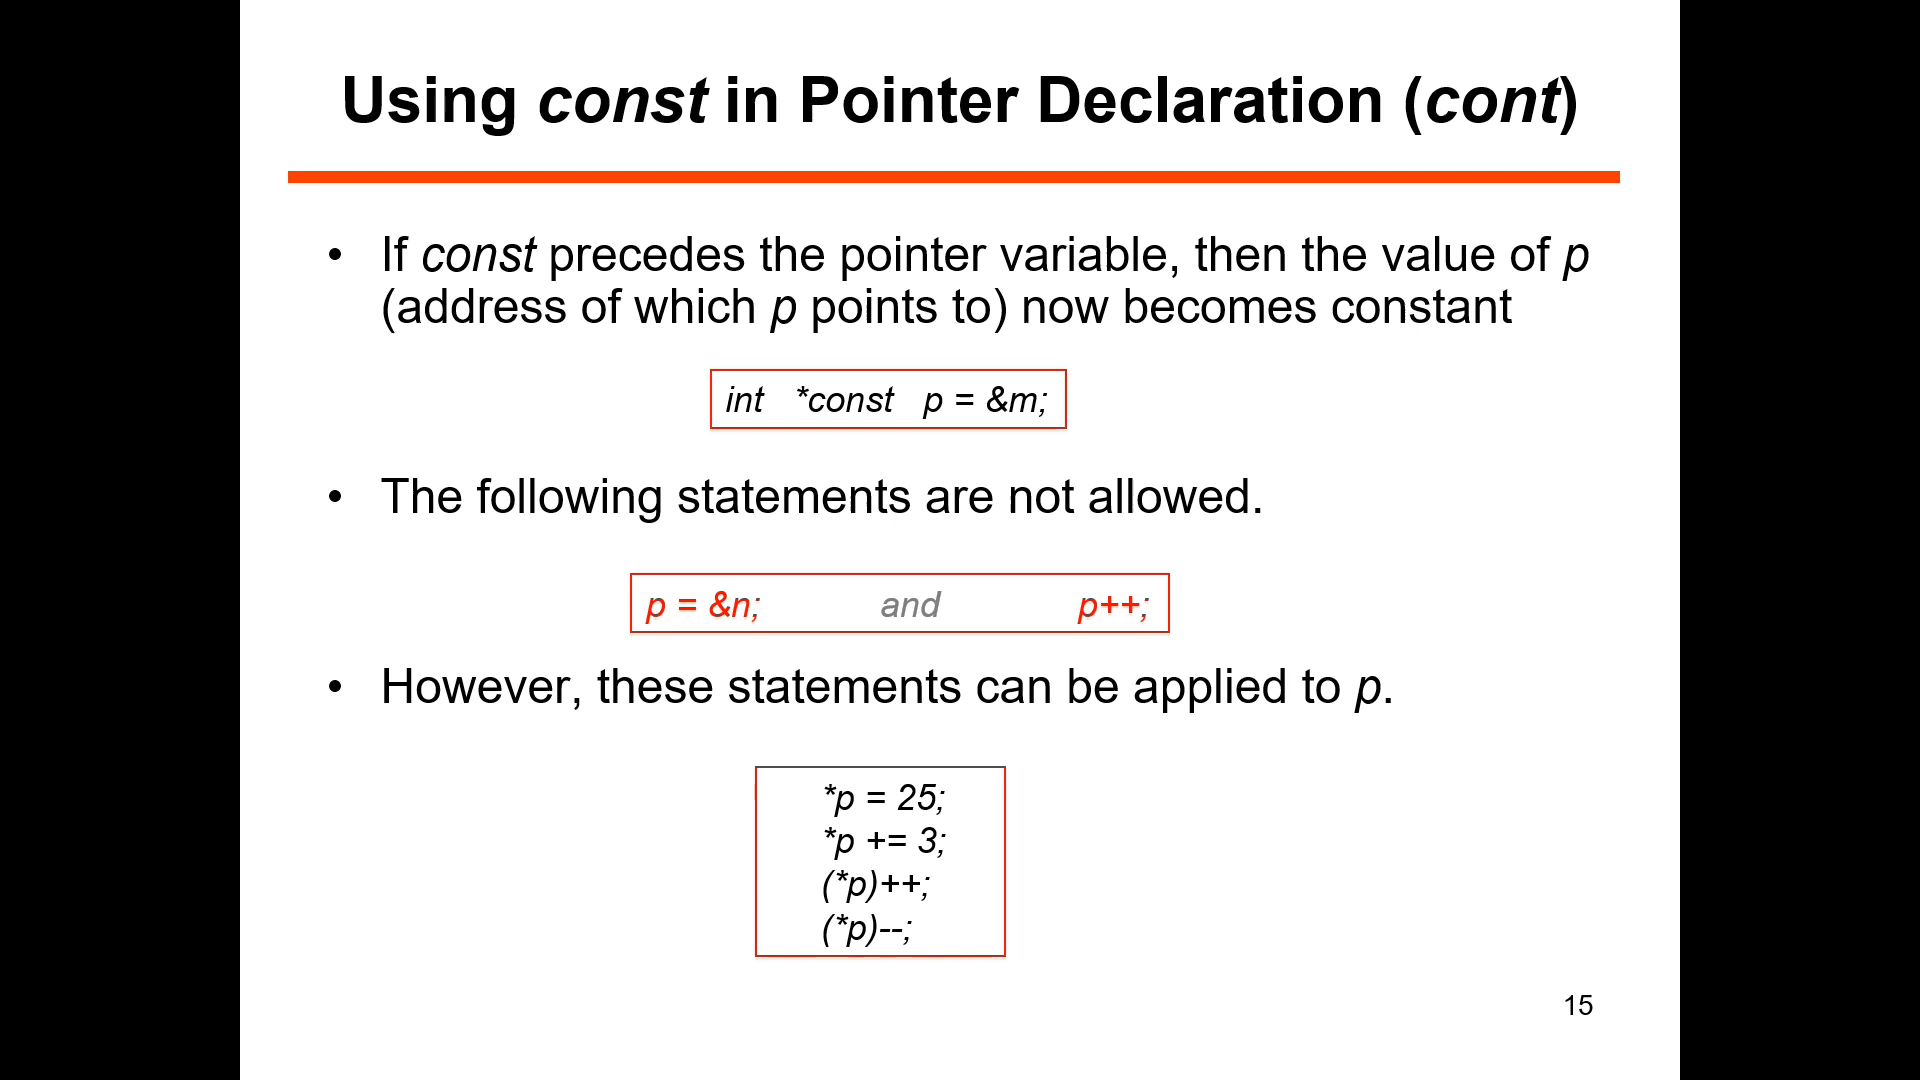 Using const in Pointer Declaration (cont)
• If const precedes the pointer variable, then the value of p
(address of which p points to) now becomes constant
int *const p = &m;
• The following statements are not allowed.
p = &n; and p++;
• However, these statements can be applied to p.
*p = 25;
*p += 3;
(*p)++;
(*p)--;
15